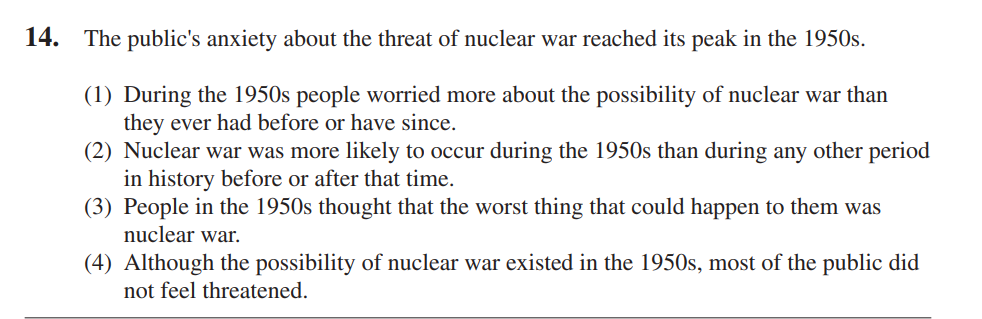 14. The public's anxiety about the threat of nuclear war reached its peak in the 1950s.
(1) During the 1950s people worried more about the possibility of nuclear war than
they ever had before or have since.
(2) Nuclear war was more likely to occur during the 1950s than during any other period
in history before or after that time.
(3) People in the 1950s thought that the worst thing that could happen to them was
nuclear war.
(4) Although the possibility of nuclear war existed in the 1950s, most of the public did
not feel threatened.